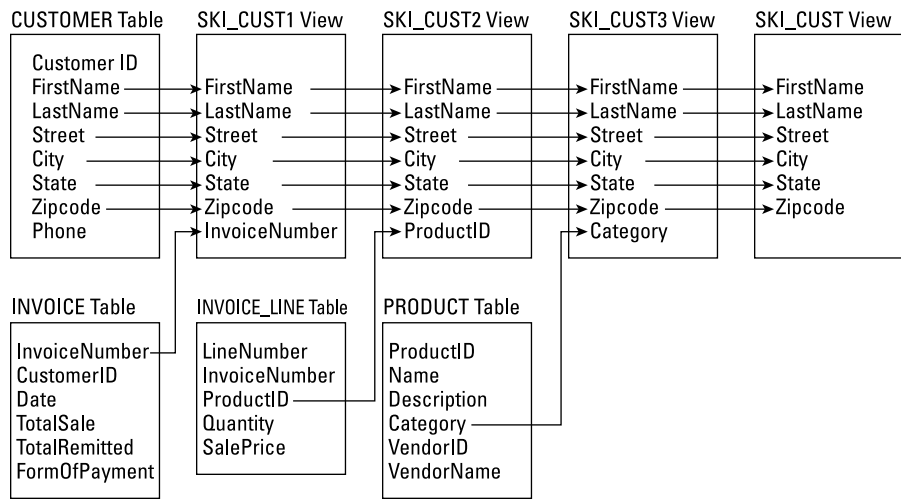 CUSTOMER Table
Customer ID
FirstName
LastName
Street
City
State
Zipcode
Phone
SKI_CUST1 View
FirstName
LastName
Street
City
State
Zipcode
InvoiceNumber
SKI_CUST2 View
FirstName
LastName
Street
City
State
Zipcode
ProductID
SKI_CUST3 View
FirstName
LastName
Street
City
State
Zipcode
Category
SKI_CUST View
FirstName
LastName
Street
City
State
Zipcode
INVOICE Table
InvoiceNumber
CustomerID
Date
TotalSale
TotalRemitted
FormOfPayment
INVOICE_LINE Table
LineNumber
InvoiceNumber
ProductID
Quantity
SalePrice
PRODUCT Table
ProductID
Name
Description
Category
VendorID
VendorName